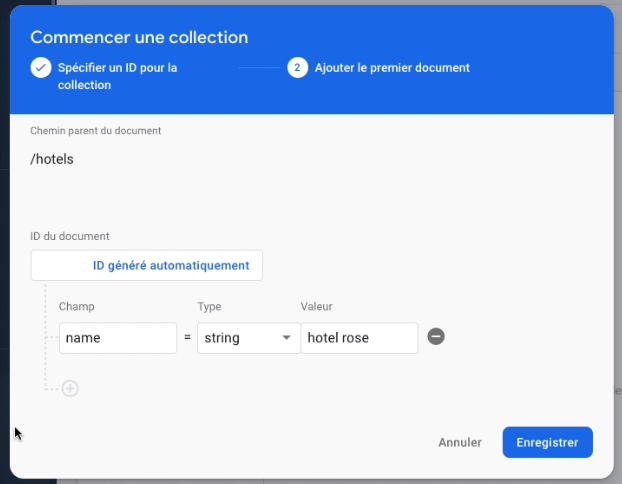 Commencer une collection
Spécifier un ID pour la
collection
2 Ajouter le premier document
Chemin parent du document
/hotels
ID du document
ID généré automatiquement
Champ Type Valeur
name = string hotel rose
Annuler Enregistrer